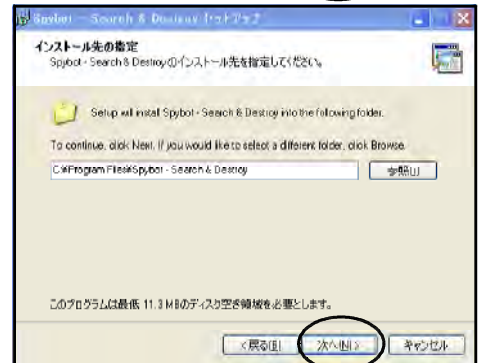 Spybot - Search & Destroy セットアップ
インストール先の指定
Spybot - Search & Destroyのインストール先を指定してください。
Setup will install Spybot - Search & Destroy into the following folder.
To continue, click Next. If you would like to select a different folder, click Browse.
C:¥Program Files¥Spybot - Search & Destroy
参照(U)
このプログラムは最低 11.3 MBのディスク空き領域を必要とします。
< 戻る(B)
次へ(N) >
キャンセル